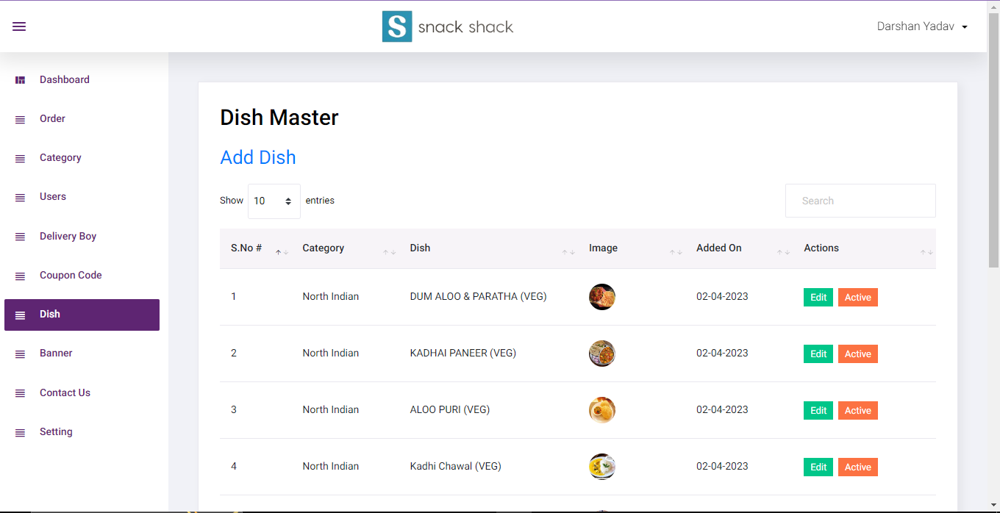 S snack shack
Darshan Yadav
Dashboard
Order
Category
Users
Delivery Boy
Coupon Code
Dish
Banner
Contact Us
Setting
Dish Master
Add Dish
Show 10 entries
Search
S.No # Category Dish Image Added On Actions
1 North Indian DUM ALOO & PARATHA (VEG) 02-04-2023 Edit Active
2 North Indian KADHAI PANEER (VEG) 02-04-2023 Edit Active
3 North Indian ALOO PURI (VEG) 02-04-2023 Edit Active
4 North Indian Kadhi Chawal (VEG) 02-04-2023 Edit Active